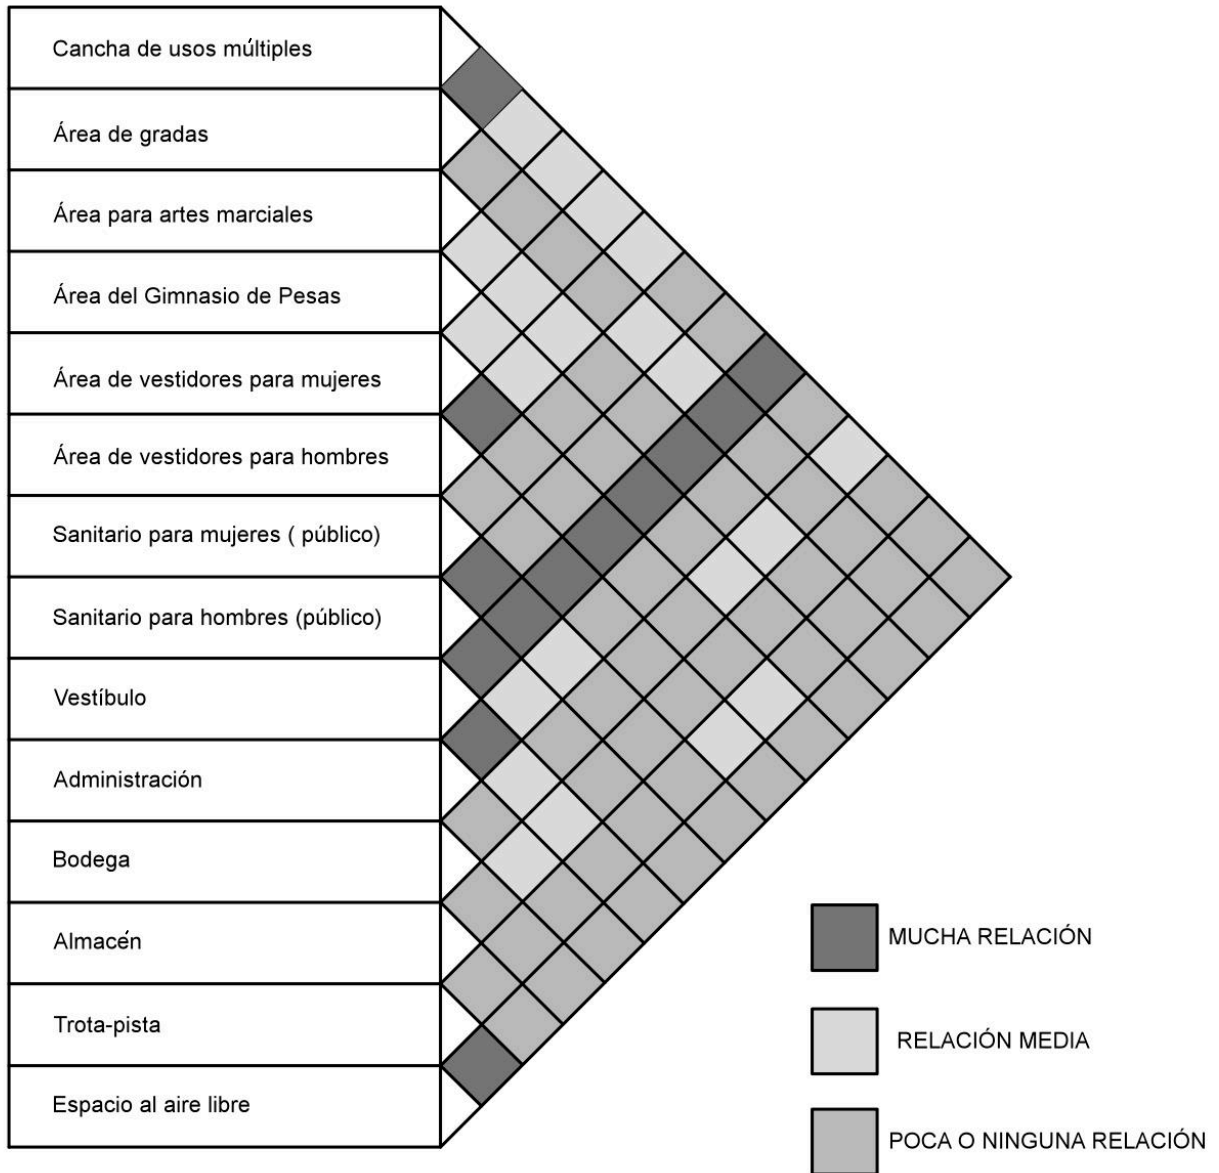 Cancha de usos múltiples
Área de gradas
Área para artes marciales
Área del Gimnasio de Pesas
Área de vestidores para mujeres
Área de vestidores para hombres
Sanitario para mujeres ( público)
Sanitario para hombres (público)
Vestíbulo
Administración
Bodega
Almacén
Trota-pista
Espacio al aire libre
MUCHA RELACIÓN
RELACIÓN MEDIA
POCA O NINGUNA RELACIÓN